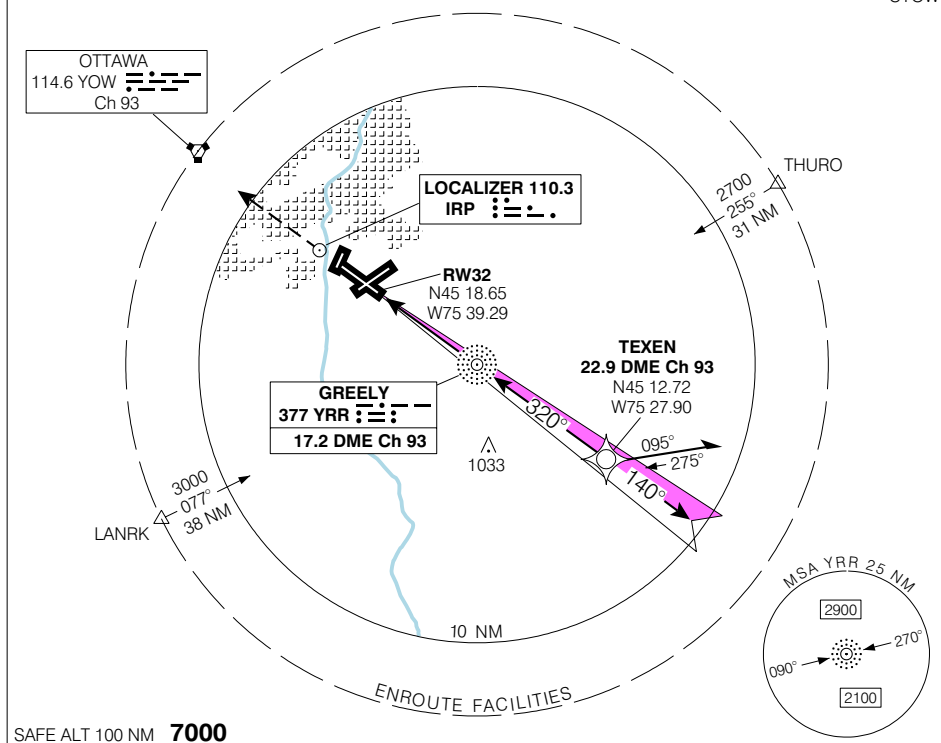 OTTAWA
114.6 YOW
Ch 93
THURO
2700
255°
31 NM
LOCALIZER 110.3
IRP
RW32
N45 18.65
W75 39.29
TEXEN
22.9 DME Ch 93
N45 12.72
W75 27.90
GREELY
377 YRR
17.2 DME Ch 93
320°
095°
275°
140°
1033
3000
077°
38 NM
LANRK
10 NM
ENROUTE FACILITIES
MSA YRR 25 NM
2900
270°
090°
2100
SAFE ALT 100 NM 7000